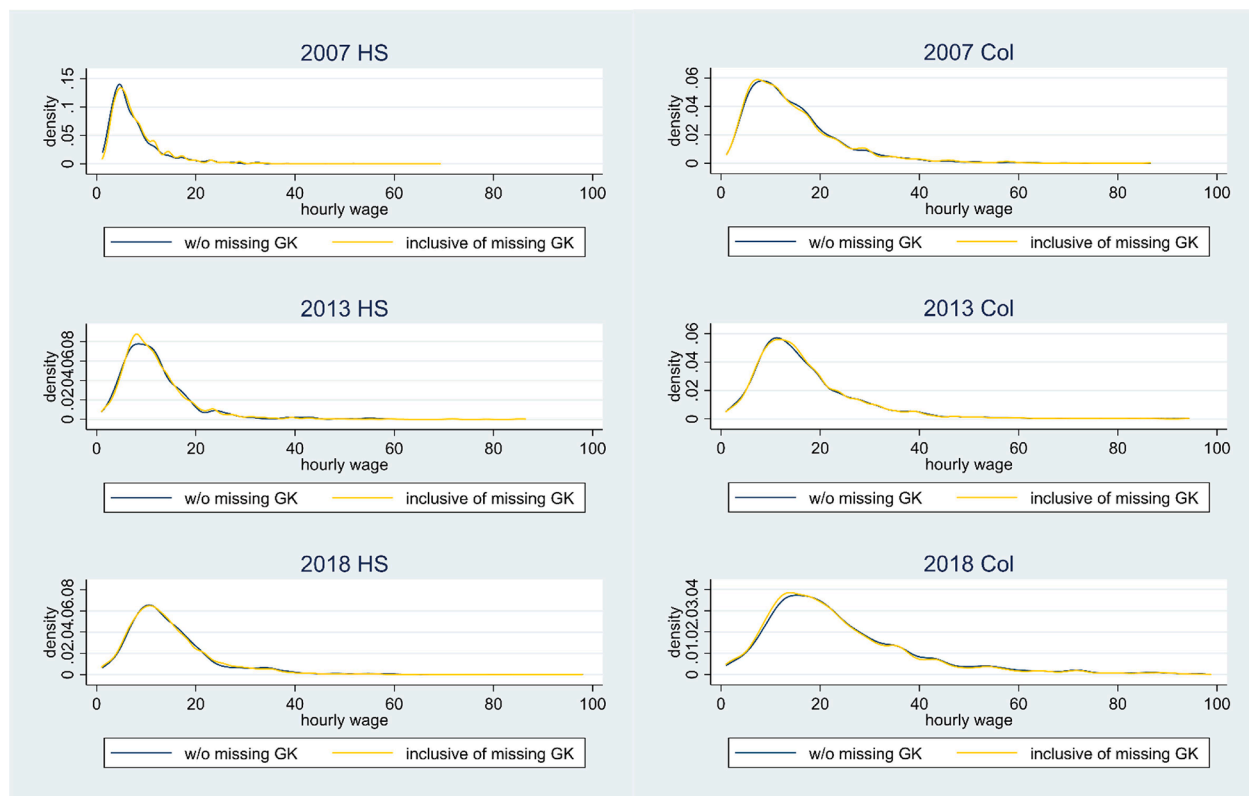 2007 HS
density
0 .05 .1 .15
0 20 40 60 80 100
hourly wage
w/o missing GK inclusive of missing GK
2007 Col
density
0 .02 .04 .06
0 20 40 60 80 100
hourly wage
w/o missing GK inclusive of missing GK
2013 HS
density
0 .02.04.06.08
0 20 40 60 80 100
hourly wage
w/o missing GK inclusive of missing GK
2013 Col
density
0 .02 .04 .06
0 20 40 60 80 100
hourly wage
w/o missing GK inclusive of missing GK
2018 HS
density
0 .02.04.06.08
0 20 40 60 80 100
hourly wage
w/o missing GK inclusive of missing GK
2018 Col
density
0 .01.02.03.04
0 20 40 60 80 100
hourly wage
w/o missing GK inclusive of missing GK